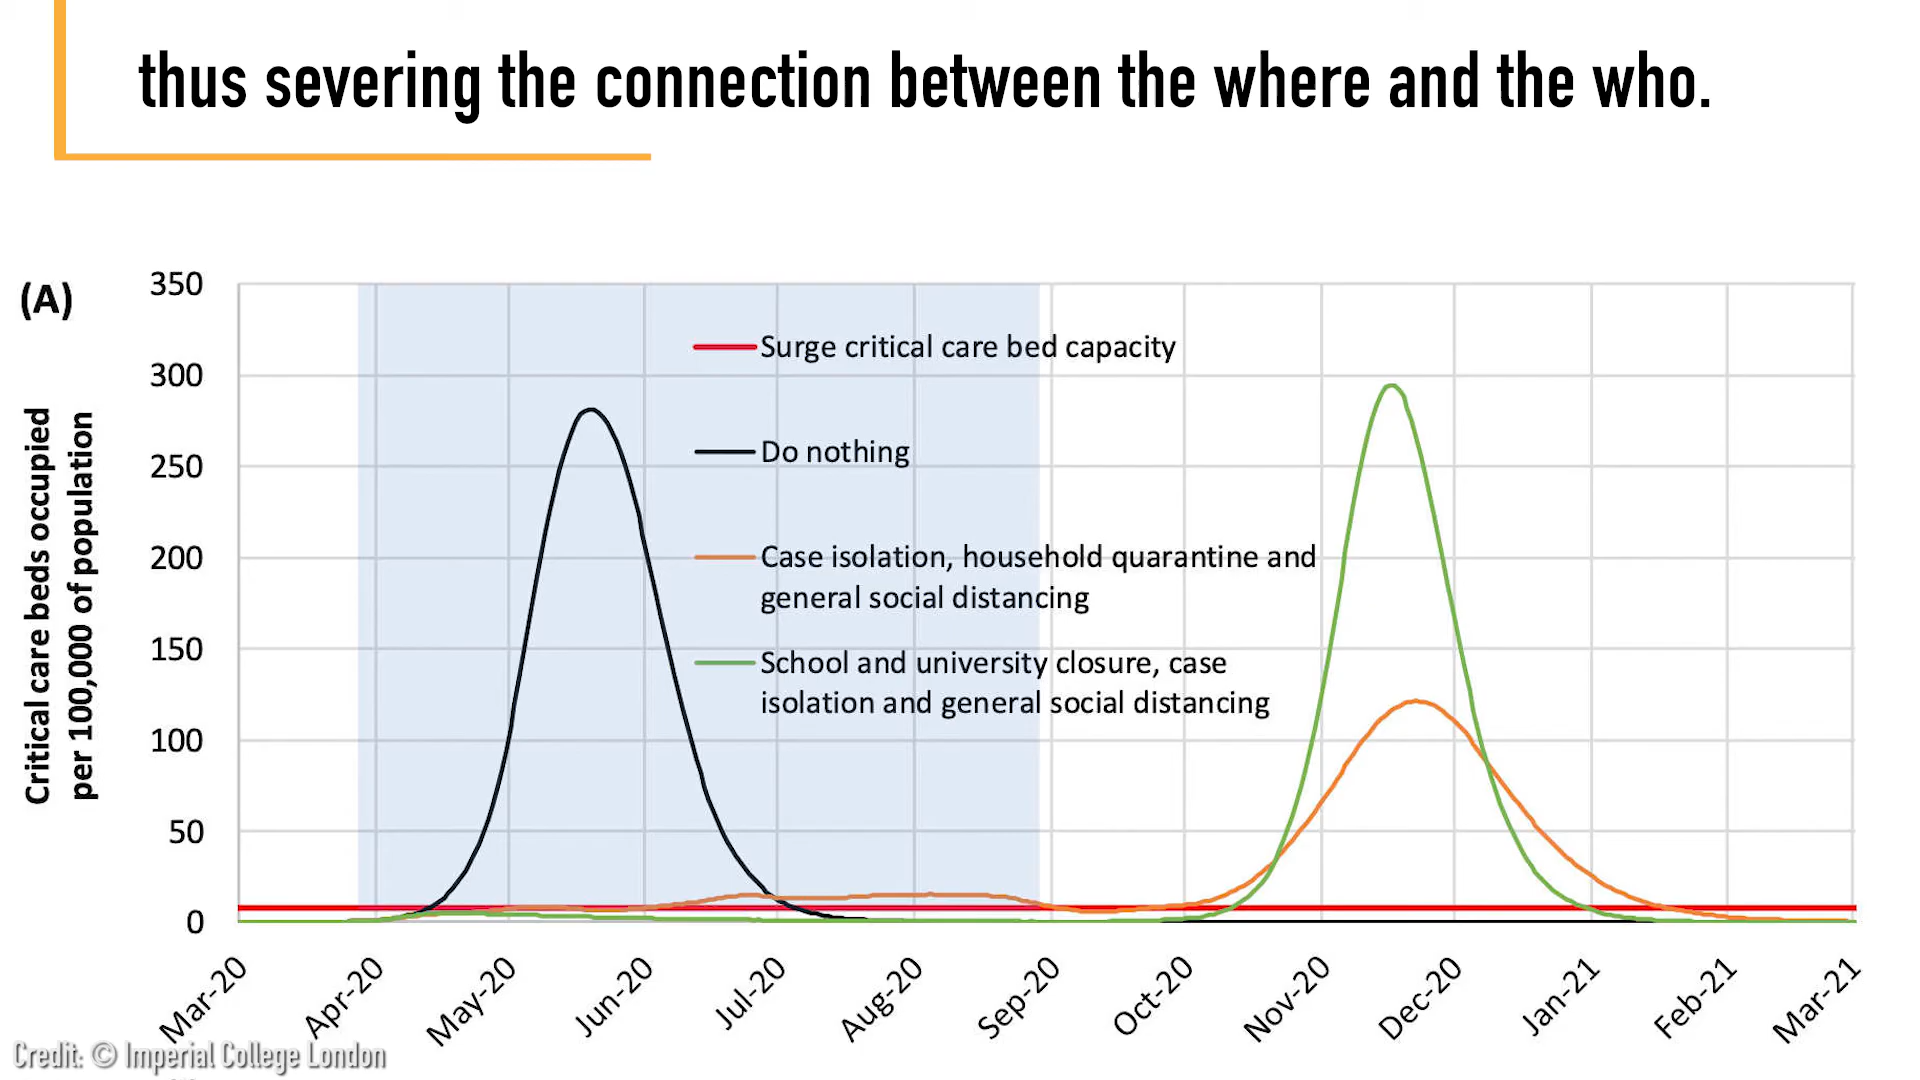 thus severing the connection between the where and the who.
(A)
Critical care beds occupied
per 100,000 of population
350
300
250
200
150
100
50
0
Surge critical care bed capacity
Do nothing
Case isolation, household quarantine and
general social distancing
School and university closure, case
isolation and general social distancing
Mar-20
Apr-20
May-20
Jun-20
Jul-20
Aug-20
Sep-20
Oct-20
Nov-20
Dec-20
Jan-21
Feb-21
Mar-21
Credit: © Imperial College London